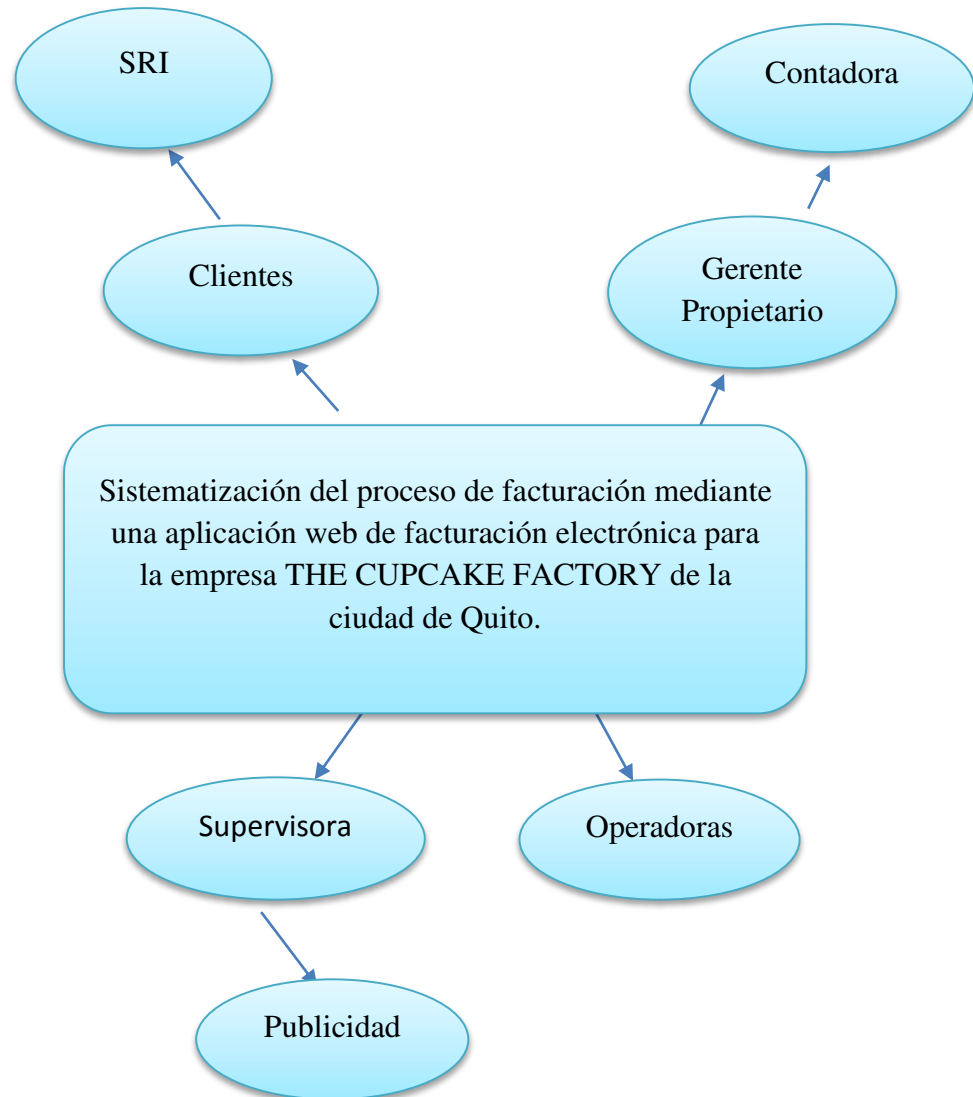 SRI
Contadora
Clientes
Gerente
Propietario
Sistematización del proceso de facturación mediante
una aplicación web de facturación electrónica para
la empresa THE CUPCAKE FACTORY de la
ciudad de Quito.
Supervisora
Operadoras
Publicidad